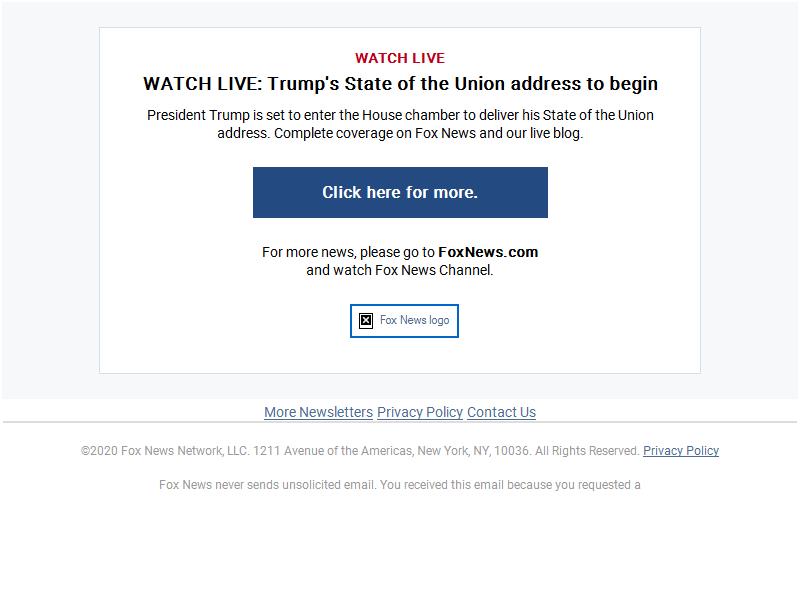 WATCH LIVE
WATCH LIVE: Trump's State of the Union address to begin
President Trump is set to enter the House chamber to deliver his State of the Union
address. Complete coverage on Fox News and our live blog.
Click here for more.
For more news, please go to FoxNews.com
and watch Fox News Channel.
Fox News logo
More Newsletters Privacy Policy Contact Us
©2020 Fox News Network, LLC. 1211 Avenue of the Americas, New York, NY, 10036. All Rights Reserved. Privacy Policy
Fox News never sends unsolicited email. You received this email because you requested a